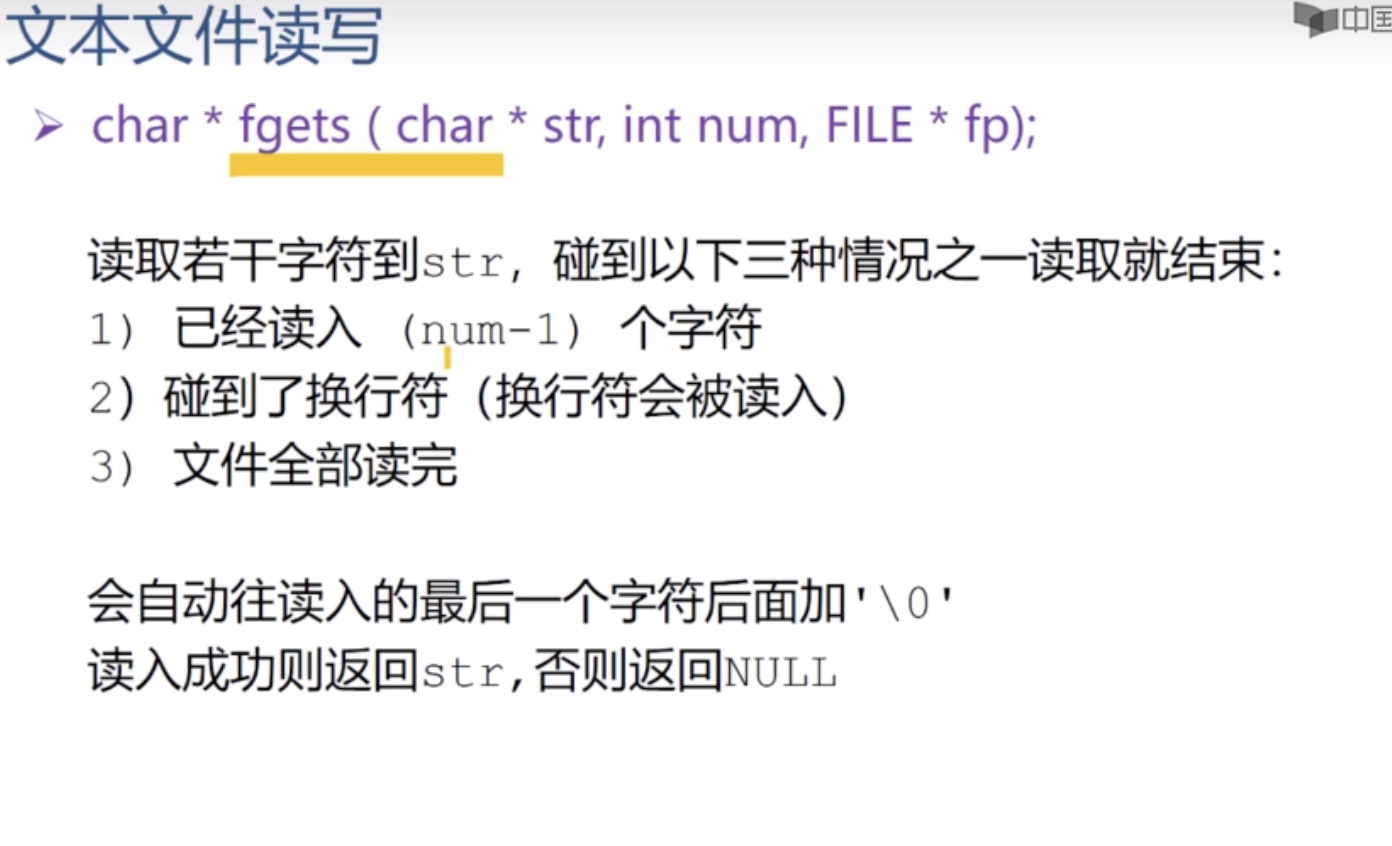 文本文件读写
中国
char * fgets ( char * str, int num, FILE * fp);
读取若干字符到str，碰到以下三种情况之一读取就结束：
1) 已经读入 (num-1) 个字符
2) 碰到了换行符（换行符会被读入）
3) 文件全部读完
会自动往读入的最后一个字符后面加'\0'
读入成功则返回str,否则返回NULL